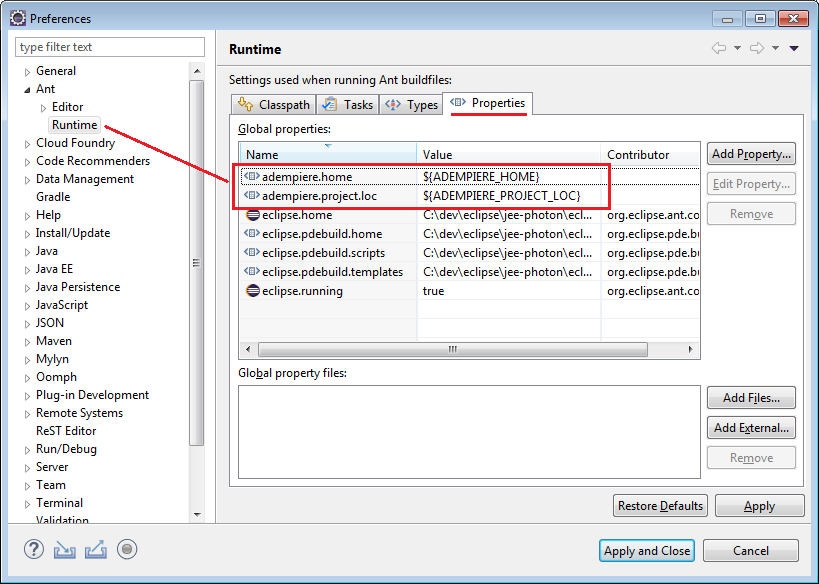 Preferences
type filter text
General
Ant
Editor
Runtime
Cloud Foundry
Code Recommenders
Data Management
Gradle
Help
Install/Update
Java
Java EE
Java Persistence
JavaScript
JSON
Maven
Mylyn
Oomph
Plug-in Development
Remote Systems
ReST Editor
Run/Debug
Server
Team
Terminal
Validation
Runtime
Settings used when running Ant buildfiles:
Classpath Tasks Types Properties
Global properties:
Name Value Contributor
adempiere.home ${ADEMPIERE_HOME}
adempiere.project.loc ${ADEMPIERE_PROJECT_LOC}
eclipse.home C:\dev\eclipse\jee-photon\ecl... org.eclipse.ant.co
eclipse.pdebuild.home C:\dev\eclipse\jee-photon\ecl... org.eclipse.pde.bu
eclipse.pdebuild.scripts C:\dev\eclipse\jee-photon\ecl... org.eclipse.pde.bu
eclipse.pdebuild.templates C:\dev\eclipse\jee-photon\ecl... org.eclipse.pde.bu
eclipse.running true org.eclipse.ant.co
Add Property...
Edit Property...
Remove
Global property files:
Add Files...
Add External...
Remove
Restore Defaults Apply
Apply and Close Cancel